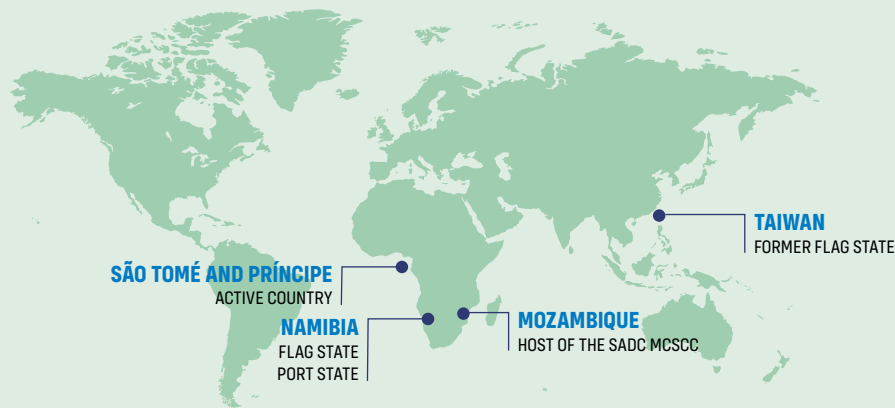 TAIWAN
FORMER FLAG STATE
SÃO TOMÉ AND PRÍNCIPE
ACTIVE COUNTRY
NAMIBIA
FLAG STATE
PORT STATE
MOZAMBIQUE
HOST OF THE SADC MCSCC